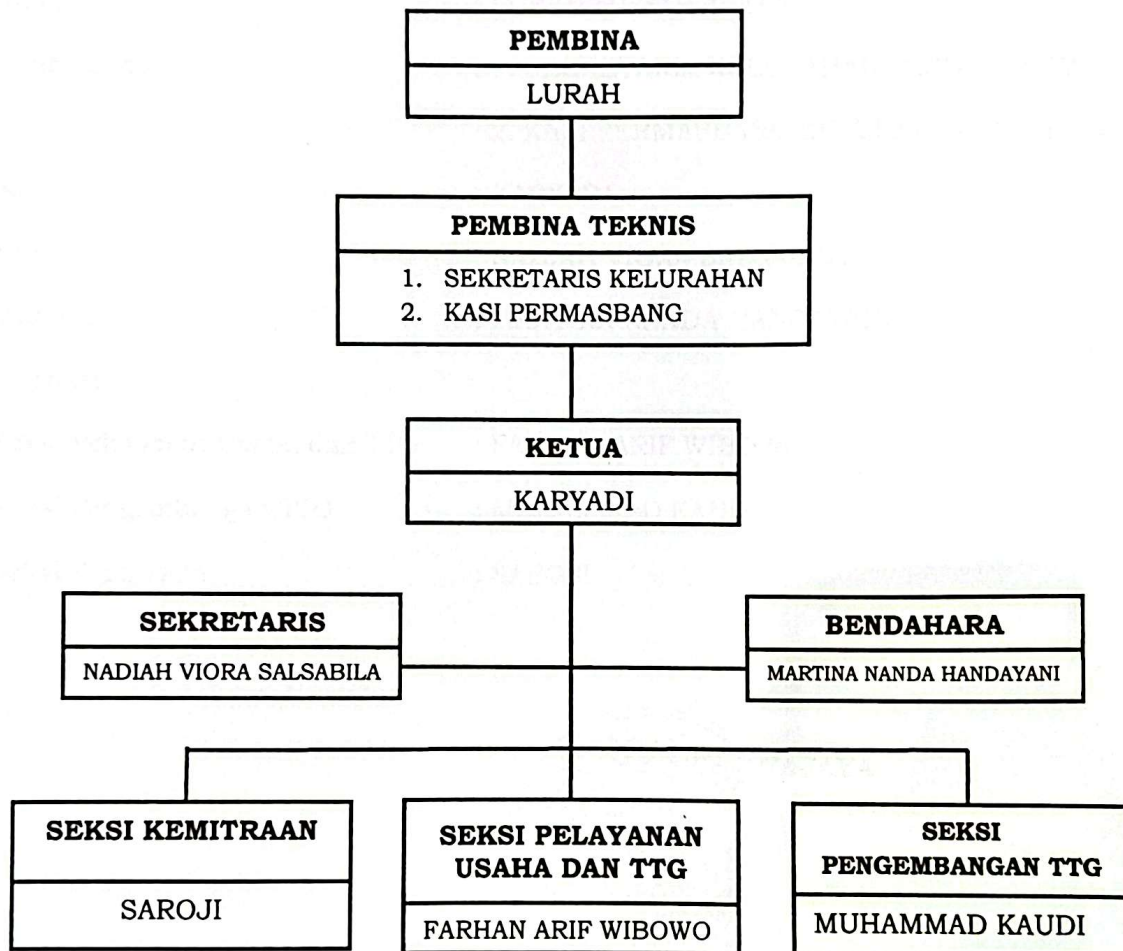 PEMBINA
LURAH
PEMBINA TEKNIS
1. SEKRETARIS KELURAHAN
2. KASI PERMASBANG
KETUA
KARYADI
SEKRETARIS
NADIAH VIORA SALSABILA
BENDAHARA
MARTINA NANDA HANDAYANI
SEKSI KEMITRAAN
SAROJI
SEKSI PELAYANAN
USAHA DAN TTG
FARHAN ARIF WIBOWO
SEKSI
PENGEMBANGAN TTG
MUHAMMAD KAUDI